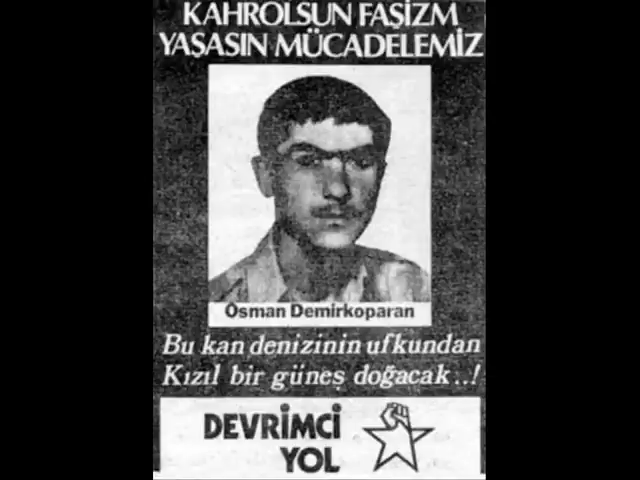 KAHROLSUN FAŞİZM
YAŞASIN MÜCADELEMİZ
Osman Demirkoparan
Bu kan denizinin ufkundan
Kızıl bir güneş doğacak..!
DEVRİMCİ
YOL